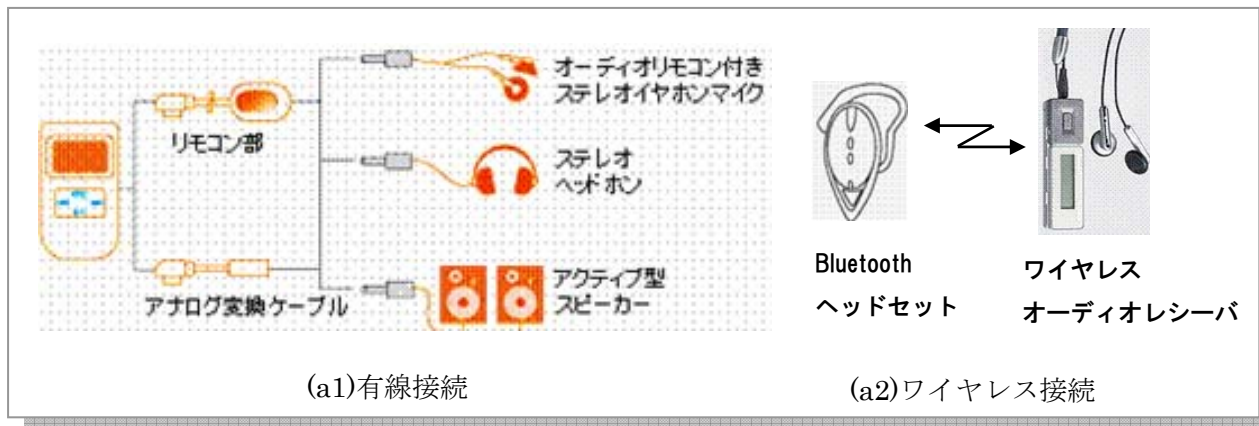 オーディオリモコン付き
ステレオイヤホンマイク
リモコン部
ステレオ
ヘッドホン
アナログ変換ケーブル
アクティブ型
スピーカー
(a1)有線接続
Bluetooth
ヘッドセット
ワイヤレス
オーディオレシーバ
(a2)ワイヤレス接続